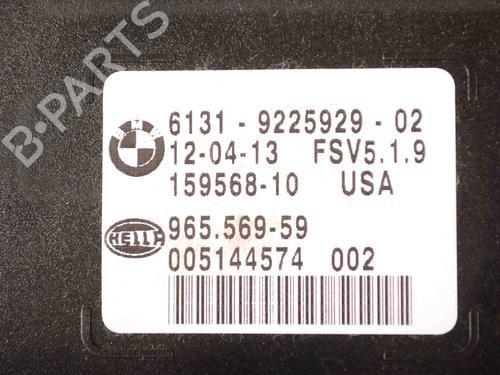 B-PARTS
BMW
6131 - 9225929 - 02
12-04-13 FSV5.1.9
159568-10 USA
HELLA
965.569-59
005144574 002